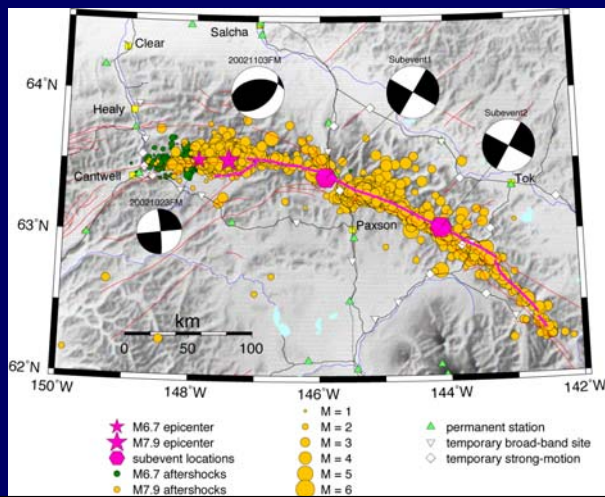 Salcha
Clear
64°N
20021103FM
Subevent1
Healy
Subevent2
Cantwell
Tok
20021023FM
63°N
Paxson
km
0 50 100
62°N
150°W 148°W 146°W 144°W 142°W
M6.7 epicenter
M7.9 epicenter
subevent locations
M6.7 aftershocks
M7.9 aftershocks
M = 1
M = 2
M = 3
M = 4
M = 5
M = 6
permanent station
temporary broad-band site
temporary strong-motion